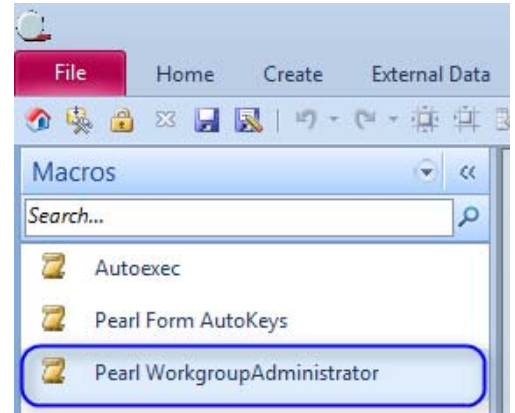 File Home Create External Data
Macros
Search...
Autoexec
Pearl Form AutoKeys
Pearl WorkgroupAdministrator